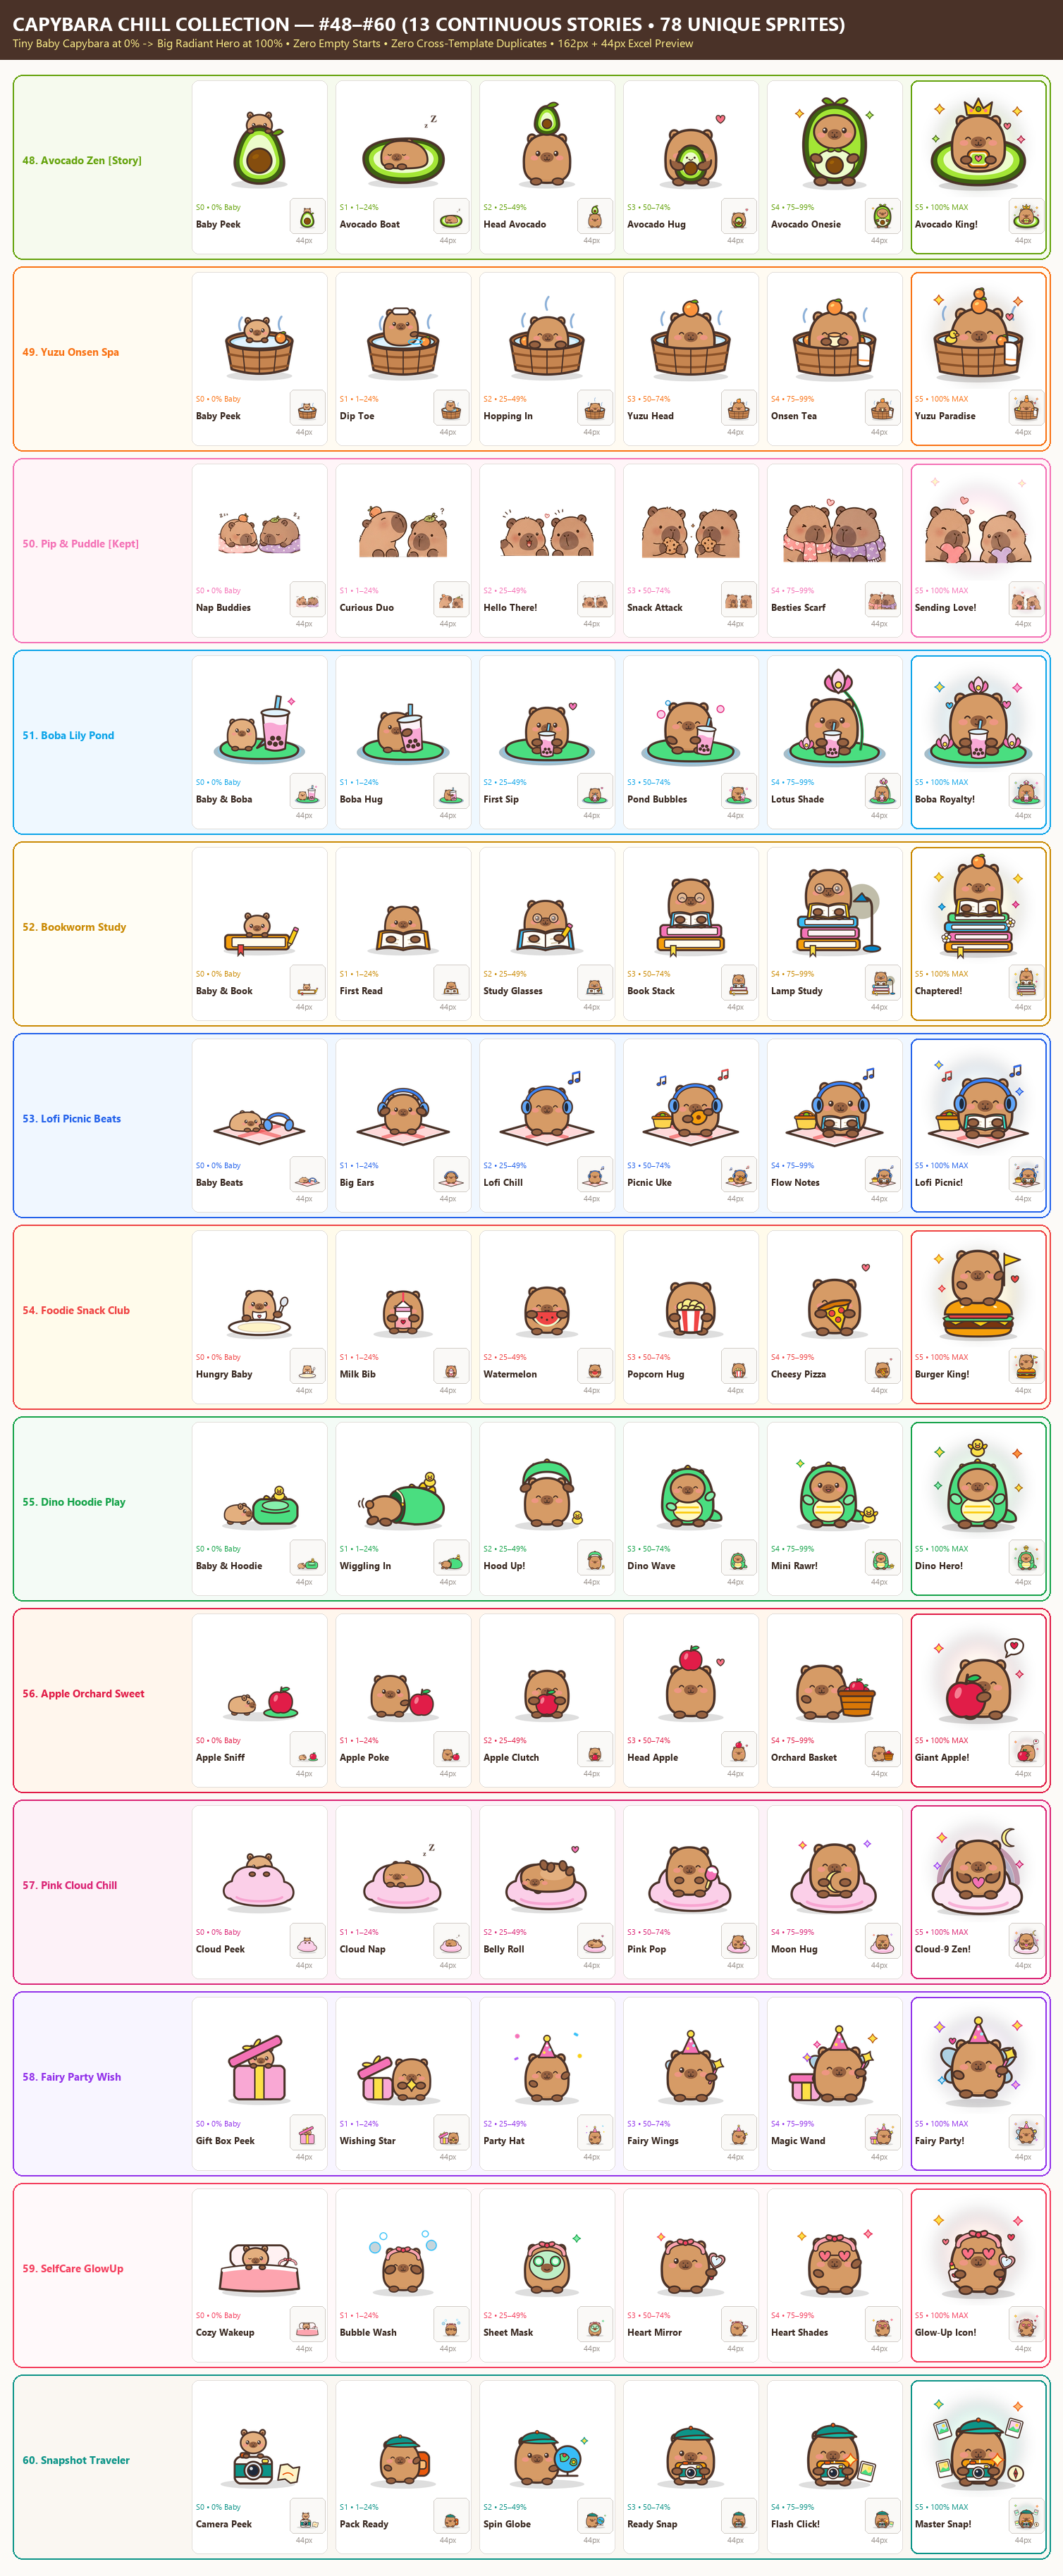 CAPYBARA CHILL COLLECTION — #48–#60 (13 CONTINUOUS STORIES • 78 UNIQUE SPRITES)
Tiny Baby Capybara at 0% -> Big Radiant Hero at 100% • Zero Empty Starts • Zero Cross-Template Duplicates • 162px + 44px Excel Preview
48. Avocado Zen [Story]
z Z
S0 • 0% Baby S1 • 1–24% S2 • 25–49% S3 • 50–74% S4 • 75–99% S5 • 100% MAX
Baby Peek Avocado Boat Head Avocado Avocado Hug Avocado Onesie Avocado King!
44px 44px 44px 44px 44px 44px
49. Yuzu Onsen Spa
S0 • 0% Baby S1 • 1–24% S2 • 25–49% S3 • 50–74% S4 • 75–99% S5 • 100% MAX
Baby Peek Dip Toe Hopping In Yuzu Head Onsen Tea Yuzu Paradise
44px 44px 44px 44px 44px 44px
50. Pip & Puddle [Kept]
S0 • 0% Baby S1 • 1–24% S2 • 25–49% S3 • 50–74% S4 • 75–99% S5 • 100% MAX
Nap Buddies Curious Duo Hello There! Snack Attack Besties Scarf Sending Love!
44px 44px 44px 44px 44px 44px
51. Boba Lily Pond
S0 • 0% Baby S1 • 1–24% S2 • 25–49% S3 • 50–74% S4 • 75–99% S5 • 100% MAX
Baby & Boba Boba Hug First Sip Pond Bubbles Lotus Shade Boba Royalty!
44px 44px 44px 44px 44px 44px
52. Bookworm Study
S0 • 0% Baby S1 • 1–24% S2 • 25–49% S3 • 50–74% S4 • 75–99% S5 • 100% MAX
Baby & Book First Read Study Glasses Book Stack Lamp Study Chaptered!
44px 44px 44px 44px 44px 44px
53. Lofi Picnic Beats
S0 • 0% Baby S1 • 1–24% S2 • 25–49% S3 • 50–74% S4 • 75–99% S5 • 100% MAX
Baby Beats Big Ears Lofi Chill Picnic Uke Flow Notes Lofi Picnic!
44px 44px 44px 44px 44px 44px
54. Foodie Snack Club
S0 • 0% Baby S1 • 1–24% S2 • 25–49% S3 • 50–74% S4 • 75–99% S5 • 100% MAX
Hungry Baby Milk Bib Watermelon Popcorn Hug Cheesy Pizza Burger King!
44px 44px 44px 44px 44px 44px
55. Dino Hoodie Play
S0 • 0% Baby S1 • 1–24% S2 • 25–49% S3 • 50–74% S4 • 75–99% S5 • 100% MAX
Baby & Hoodie Wiggling In Hood Up! Dino Wave Mini Rawr! Dino Hero!
44px 44px 44px 44px 44px 44px
56. Apple Orchard Sweet
S0 • 0% Baby S1 • 1–24% S2 • 25–49% S3 • 50–74% S4 • 75–99% S5 • 100% MAX
Apple Sniff Apple Poke Apple Clutch Head Apple Orchard Basket Giant Apple!
44px 44px 44px 44px 44px 44px
57. Pink Cloud Chill
z Z
S0 • 0% Baby S1 • 1–24% S2 • 25–49% S3 • 50–74% S4 • 75–99% S5 • 100% MAX
Cloud Peek Cloud Nap Belly Roll Pink Pop Moon Hug Cloud-9 Zen!
44px 44px 44px 44px 44px 44px
58. Fairy Party Wish
S0 • 0% Baby S1 • 1–24% S2 • 25–49% S3 • 50–74% S4 • 75–99% S5 • 100% MAX
Gift Box Peek Wishing Star Party Hat Fairy Wings Magic Wand Fairy Party!
44px 44px 44px 44px 44px 44px
59. SelfCare GlowUp
S0 • 0% Baby S1 • 1–24% S2 • 25–49% S3 • 50–74% S4 • 75–99% S5 • 100% MAX
Cozy Wakeup Bubble Wash Sheet Mask Heart Mirror Heart Shades Glow-Up Icon!
44px 44px 44px 44px 44px 44px
60. Snapshot Traveler
S0 • 0% Baby S1 • 1–24% S2 • 25–49% S3 • 50–74% S4 • 75–99% S5 • 100% MAX
Camera Peek Pack Ready Spin Globe Ready Snap Flash Click! Master Snap!
44px 44px 44px 44px 44px 44px